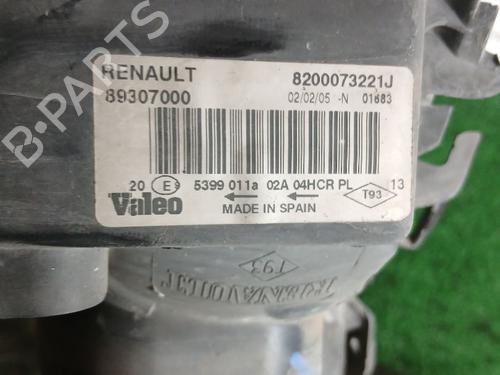 RENAULT 8200073221J
89307000 02/02/05 -N 01683
20 E9 5399 011a 02A 04HCR PL T93 13
Valeo MADE IN SPAIN
T93
B-PARTS